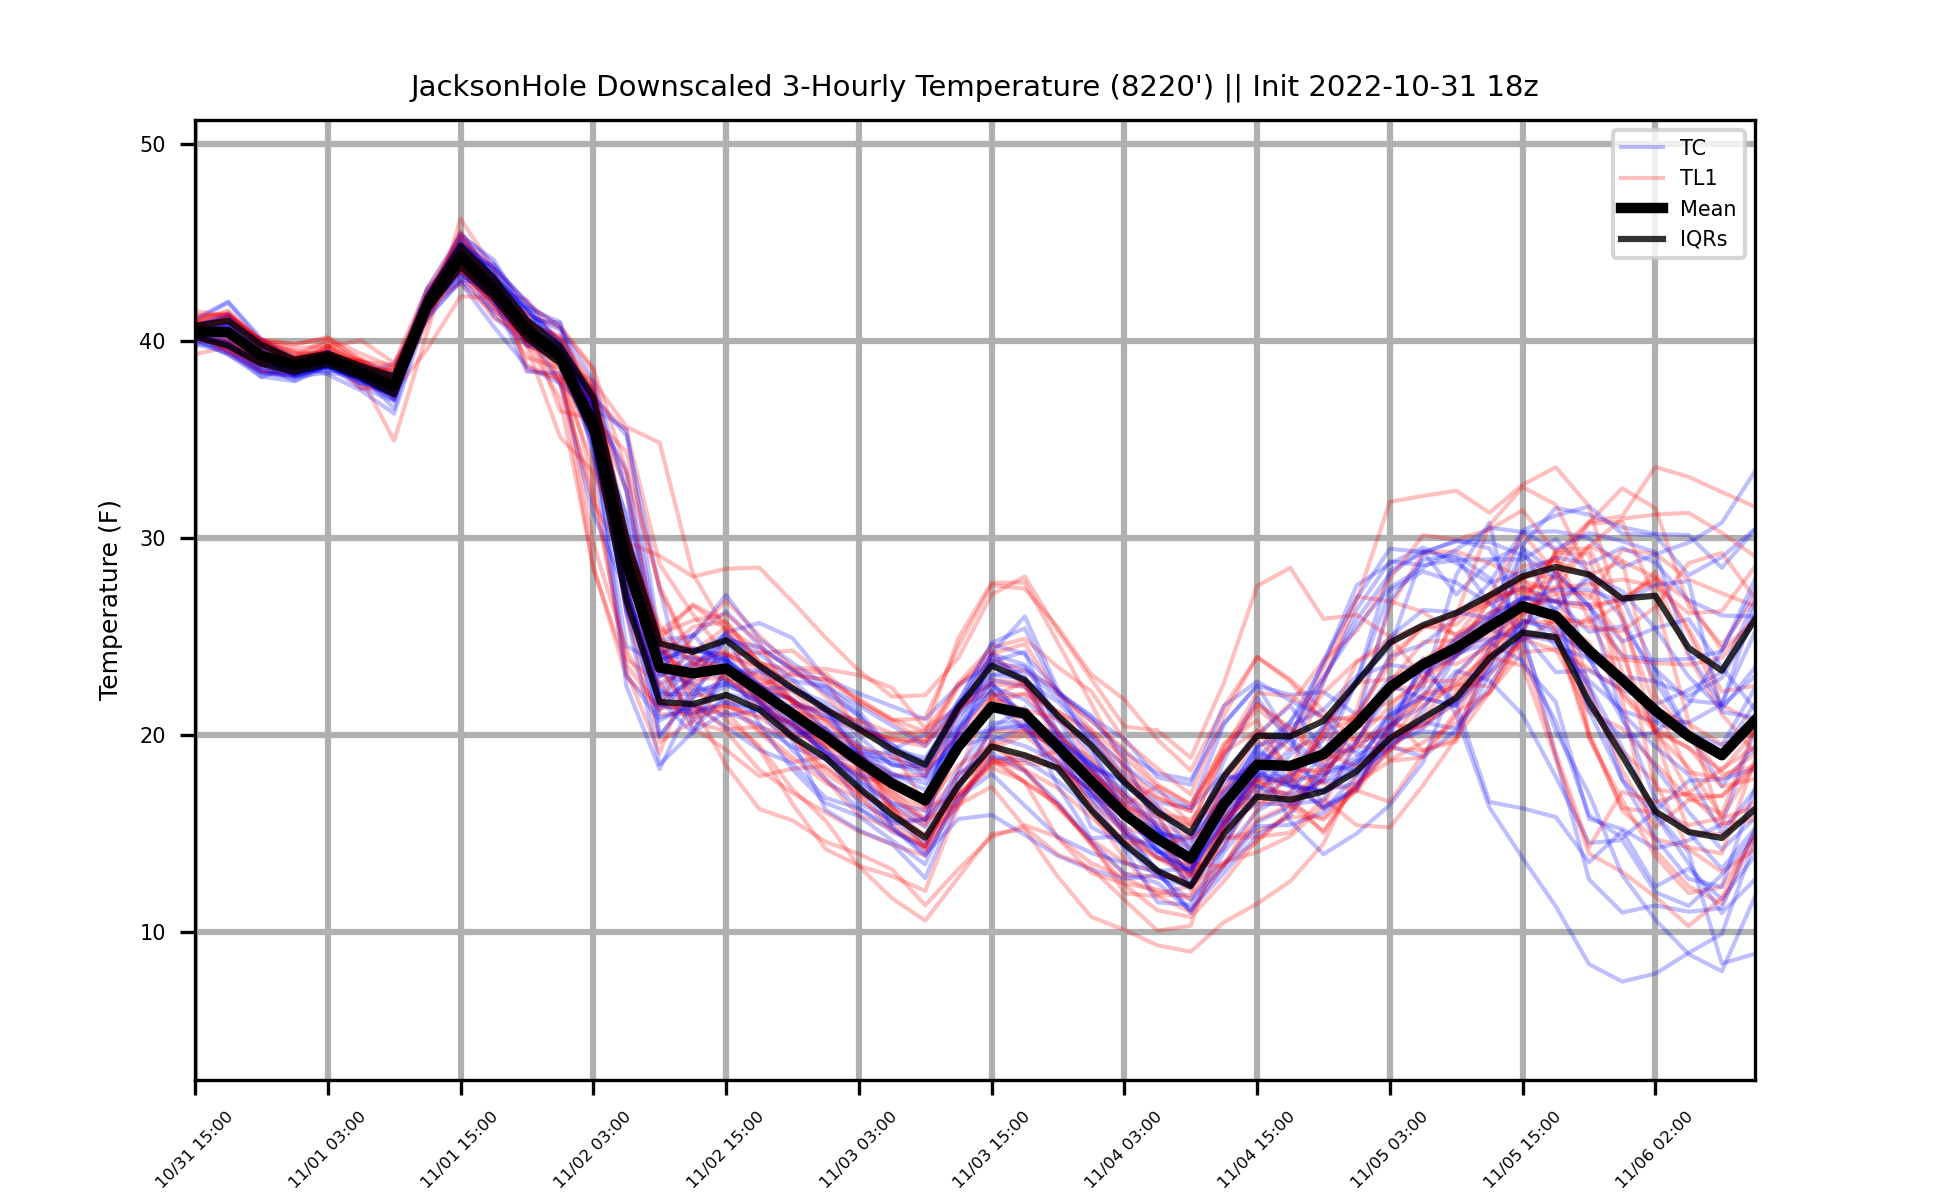 JacksonHole Downscaled 3-Hourly Temperature (8220') || Init 2022-10-31 18z
TC
TL1
Mean
IQRs
Temperature (F)
50
40
30
20
10
10/31 15:00
11/01 03:00
11/01 15:00
11/02 03:00
11/02 15:00
11/03 03:00
11/03 15:00
11/04 03:00
11/04 15:00
11/05 03:00
11/05 15:00
11/06 02:00